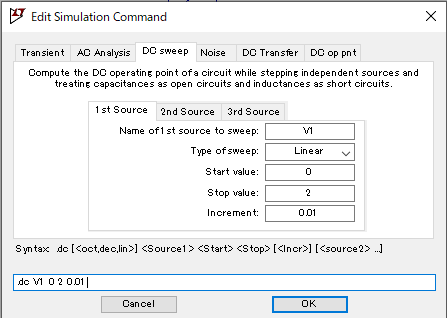 Edit Simulation Command
Transient AC Analysis DC sweep Noise DC Transfer DC op pnt
Compute the DC operating point of a circuit while stepping independent sources and
treating capacitances as open circuits and inductances as short circuits.
1st Source 2nd Source 3rd Source
Name of 1st source to sweep: V1
Type of sweep: Linear
Start value: 0
Stop value: 2
Increment: 0.01
Syntax: .dc [<oct,dec,lin>] <Source1> <Start> <Stop> [<Incr>] [<source2> ...]
.dc V1 0 2 0.01
Cancel OK